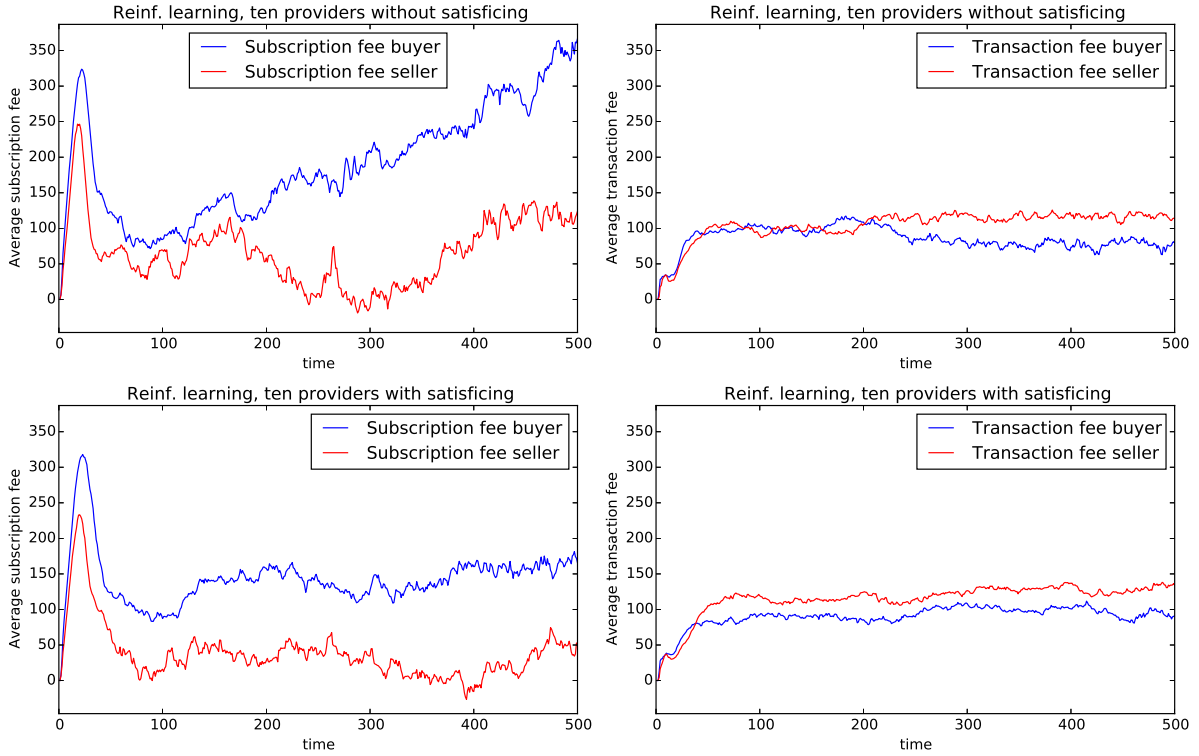 Reinf. learning, ten providers without satisficing
Subscription fee buyer
Subscription fee seller
Average subscription fee
350
300
250
200
150
100
50
0
0 100 200 300 400 500
time
Reinf. learning, ten providers without satisficing
Transaction fee buyer
Transaction fee seller
Average transaction fee
350
300
250
200
150
100
50
0
0 100 200 300 400 500
time
Reinf. learning, ten providers with satisficing
Subscription fee buyer
Subscription fee seller
Average subscription fee
350
300
250
200
150
100
50
0
0 100 200 300 400 500
time
Reinf. learning, ten providers with satisficing
Transaction fee buyer
Transaction fee seller
Average transaction fee
350
300
250
200
150
100
50
0
0 100 200 300 400 500
time